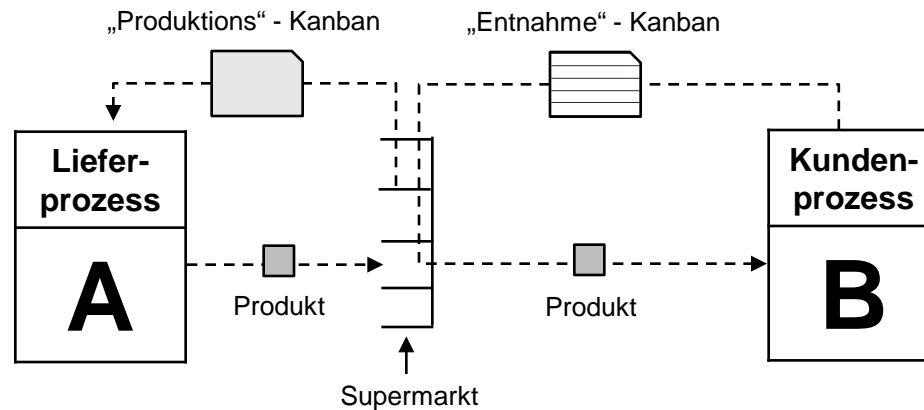 „Produktions“ - Kanban
„Entnahme“ - Kanban
Liefer-
prozess
A
Produkt
Produkt
Kunden-
prozess
B
Supermarkt